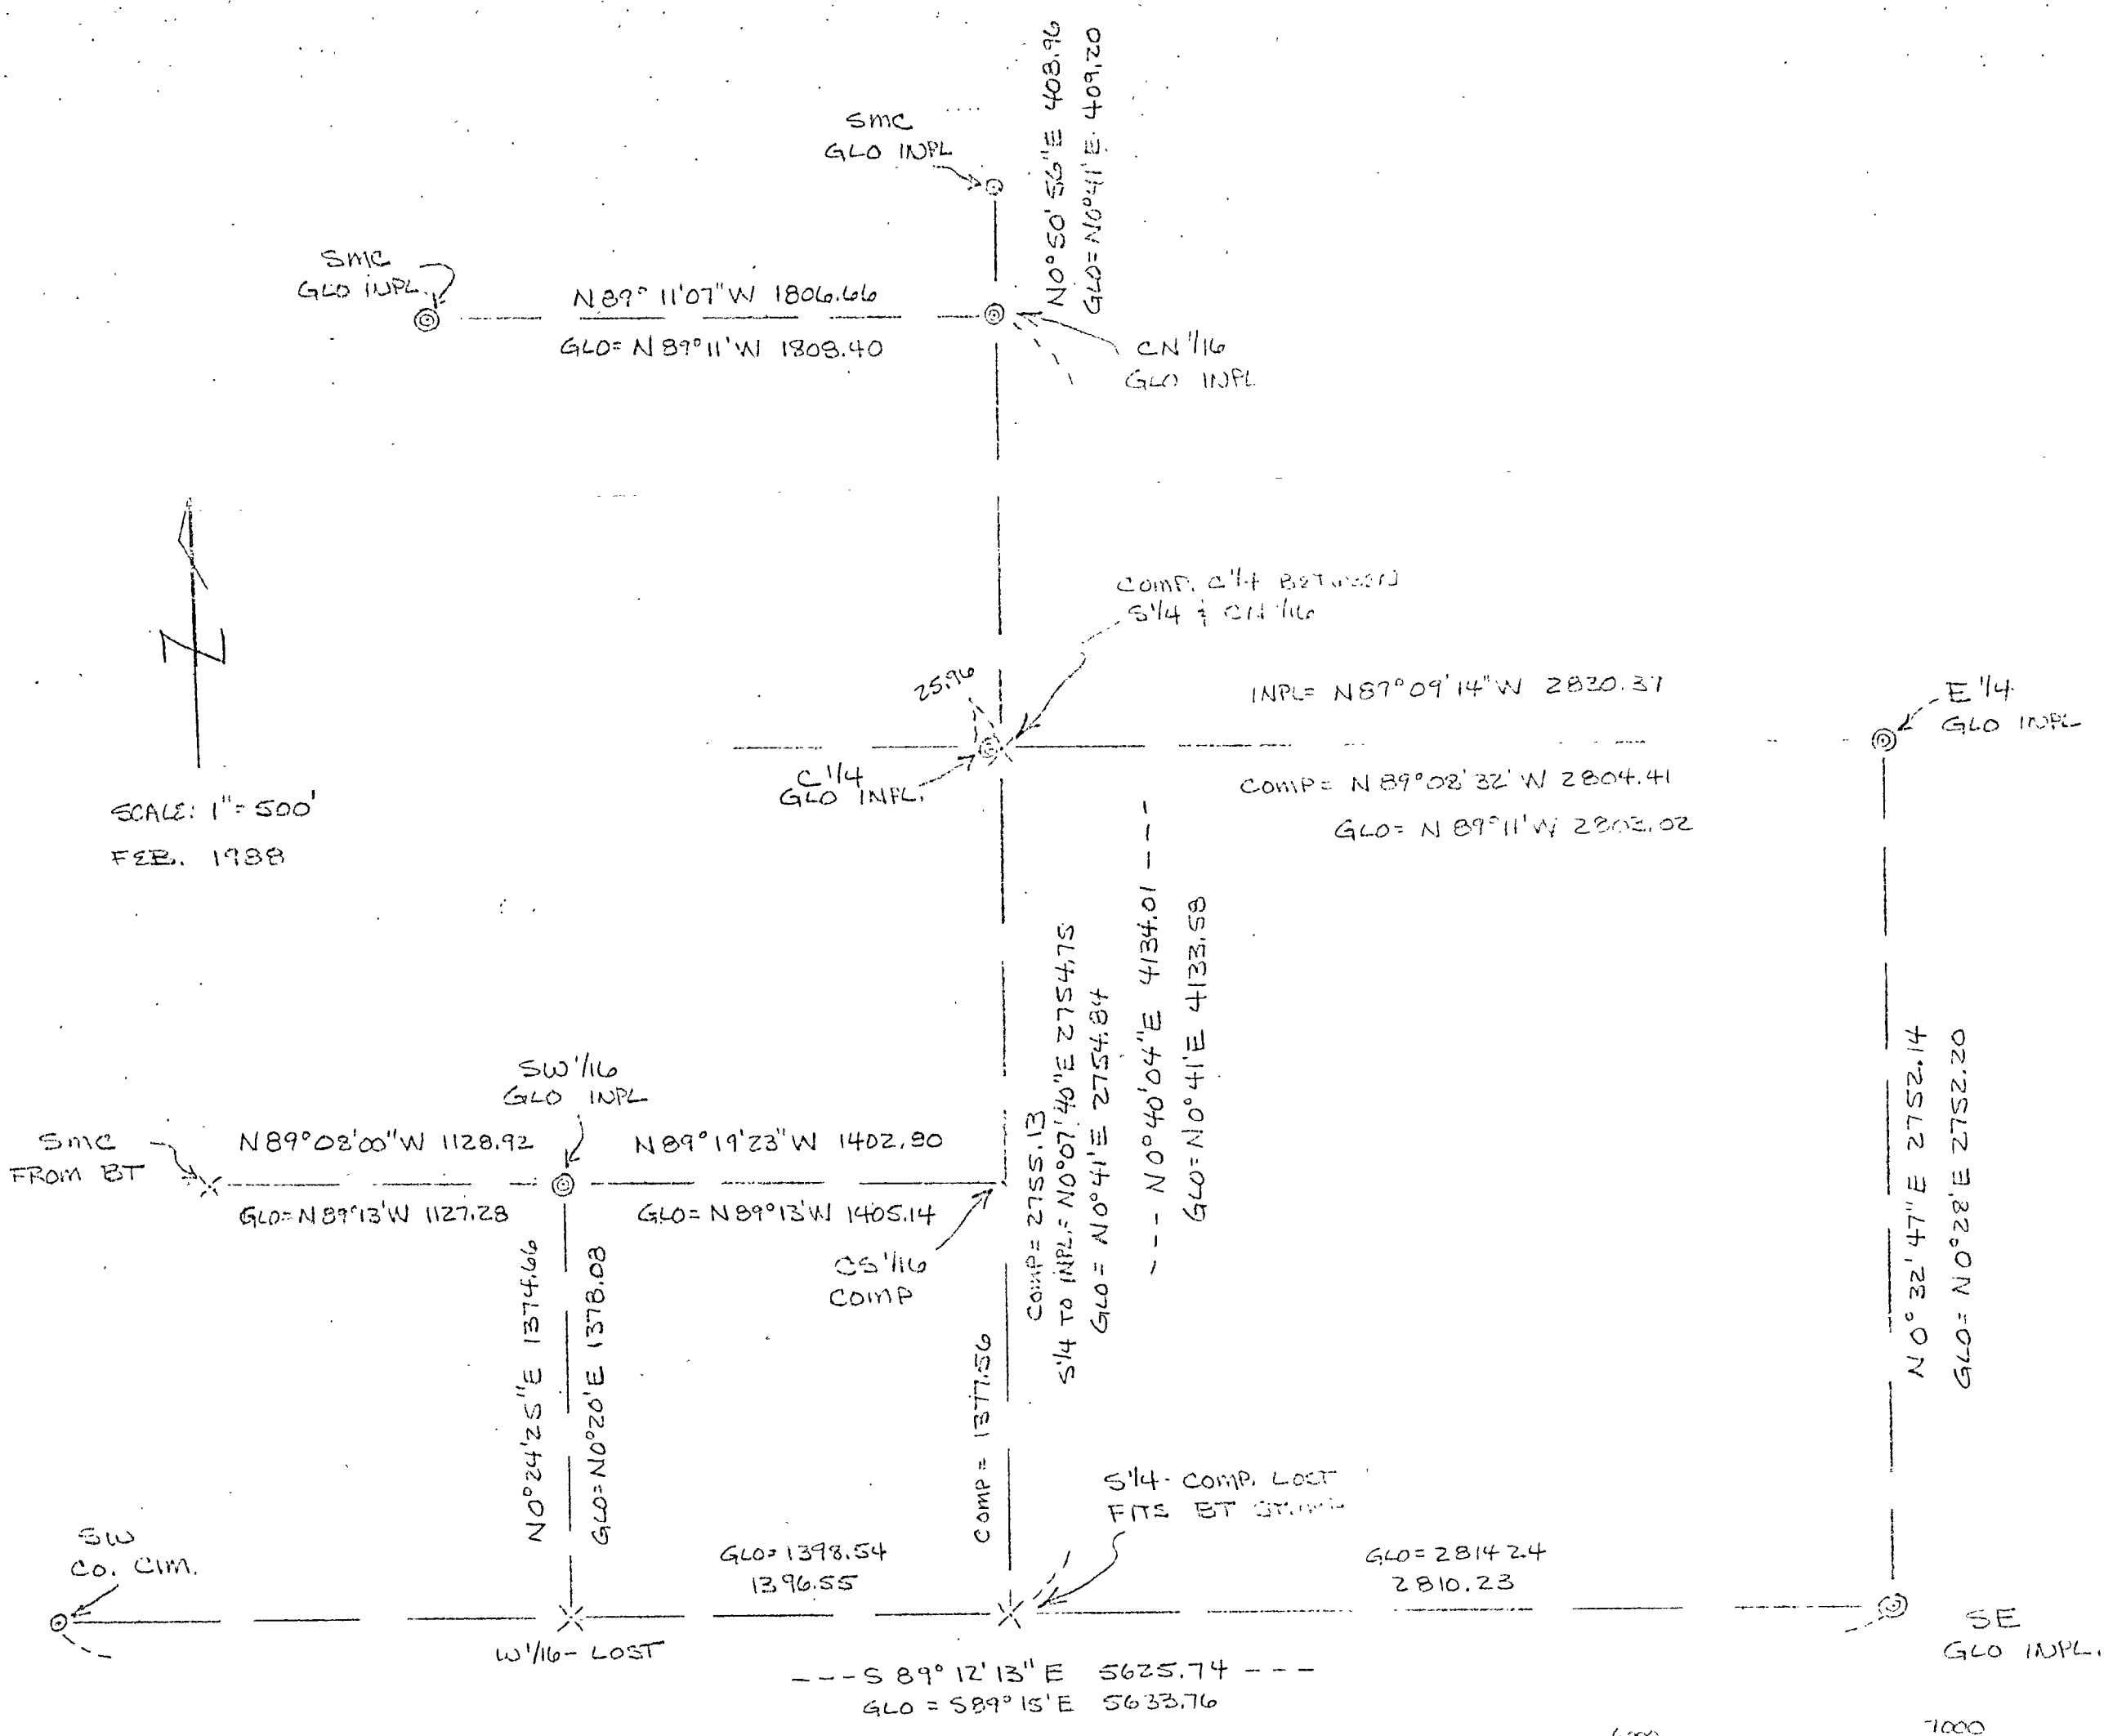 N0°50'56"E 408.96
GLO=N0°41'E 409.20
SMC
GLO INPL
SMC
GLO INPL.
N89°11'07"W 1806.66
GLO= N89°11'W 1808.40
CN 1/16
GLO INPL
COMP. C1/4 BETWEEN
S1/4 & CN 1/16
25.96
INPL= N87°09'14"W 2830.37
E 1/4
GLO INPL
C 1/4
GLO INPL.
COMP= N89°08'32'W 2804.41
GLO= N89°11'W 2803.02
SCALE: 1"=500'
FEB. 1988
COMP= 2755.13
S1/4 TO INPL.= N0°07'40"E 2754.75
GLO= N0°41'E 2754.84
--- N0°40'04"E 4134.01 ---
GLO=N0°41'E 4133.58
N0°32'47"E 2752.14
GLO= N0°28'E 2752.20
SW 1/16
GLO INPL
SMC
FROM BT
N89°08'00"W 1128.92
N89°19'23"W 1402.80
GLO=N89°13'W 1127.28
GLO=N89°13'W 1405.14
CS 1/16
COMP
N0°24'25"E 1374.66
GLO=N0°20'E 1378.08
COMP= 1377.56
S1/4- COMP. LOST
FITS BT
SW
CO. CIM.
GLO=1398.54
1396.55
GLO=28142.4
2810.23
W1/16- LOST
SE
GLO INPL.
---S 89°12'13"E 5625.74 ---
GLO = S89°15'E 5633.76
7000